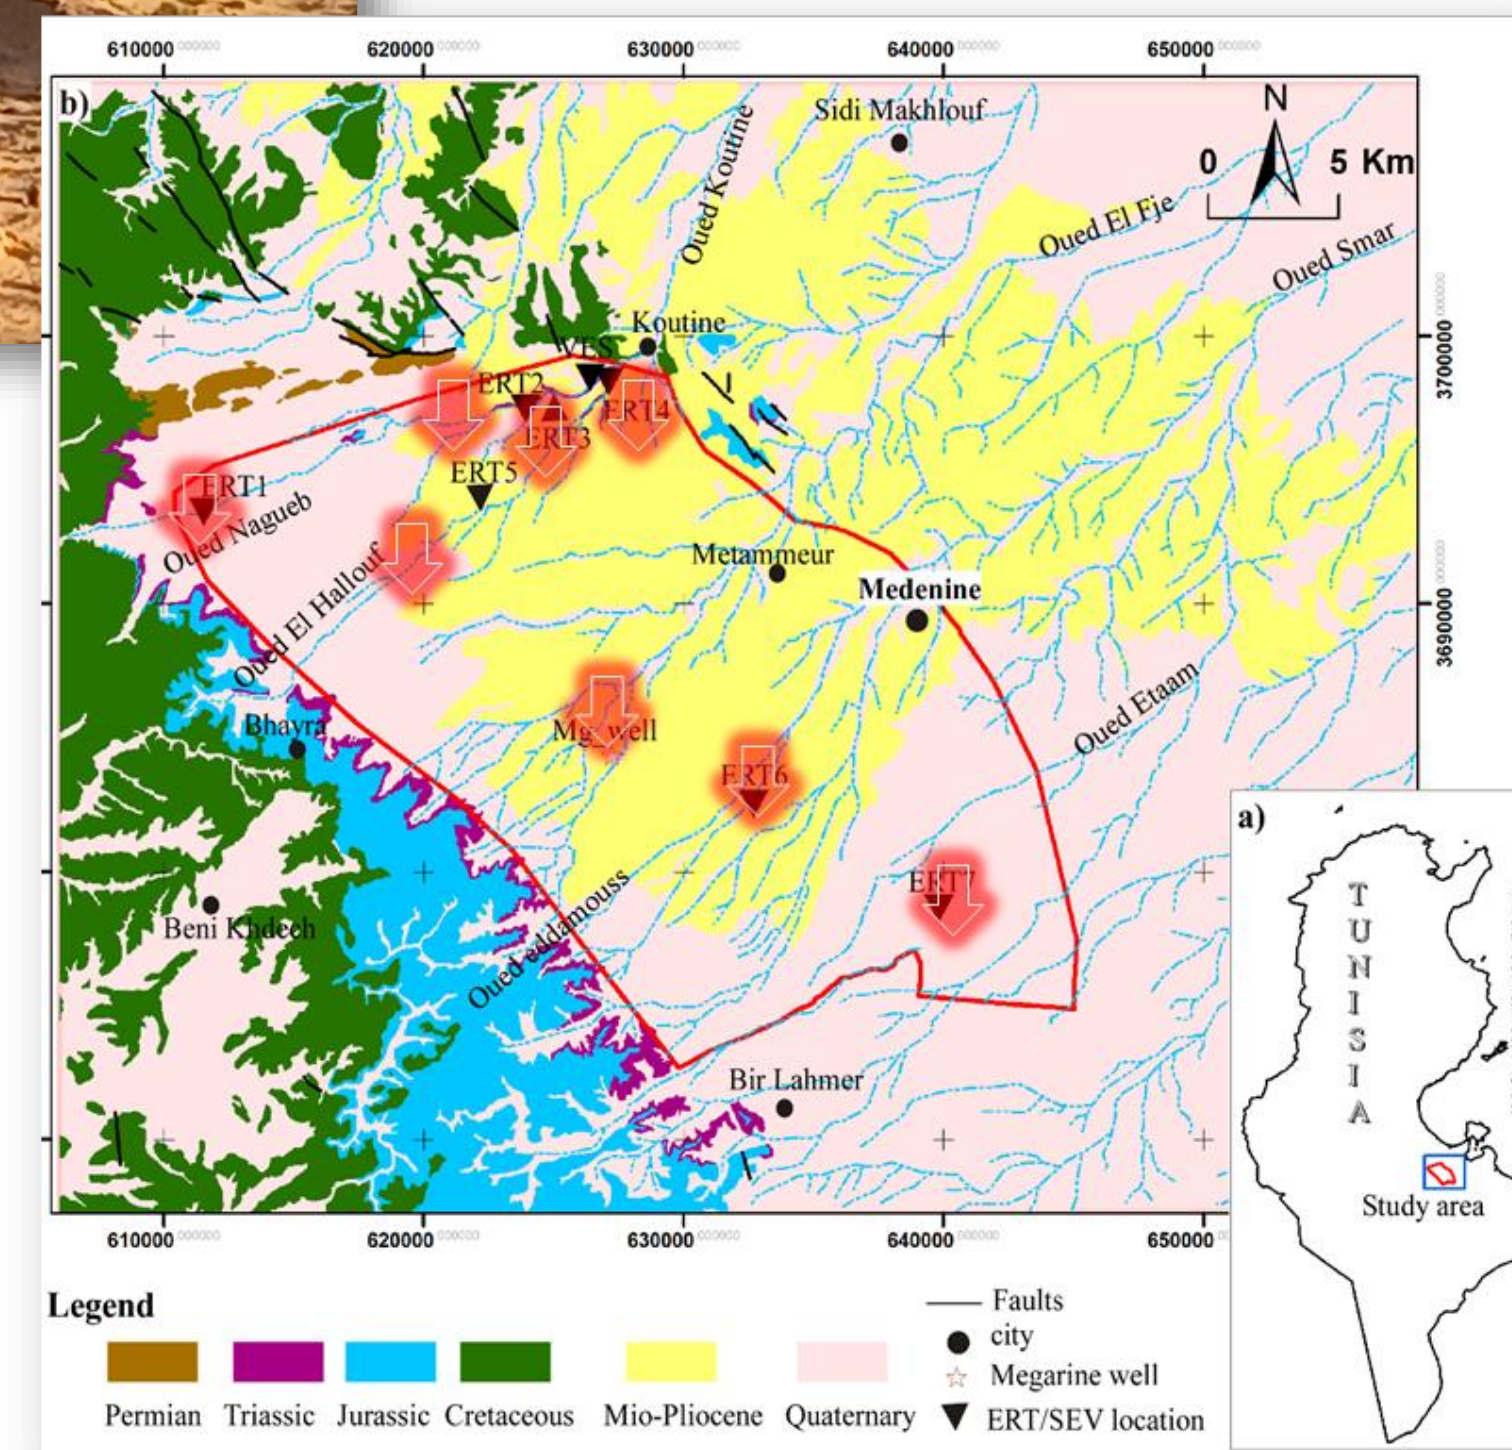 610000 620000 630000 640000 650000
b)
Sidi Makhlouf
N
0 5 Km
Oued Koutine
Oued El Fje
Oued Smar
Koutine
3700000
VES
ERT2
ERT4
ERT3
ERT5
ERT1
Oued Nagueb
Metammeur
Medenine
3690000
Oued El Hallouf
Bhayra
Mg_well
Oued Etaam
ERT6
a)
ERT7
TUNISIA
Beni Khdech
Oued eddamouss
Bir Lahmer
Study area
610000 620000 630000 640000 650000
Legend
Faults
city
Megarine well
ERT/SEV location
Permian Triassic Jurassic Cretaceous Mio-Pliocene Quaternary